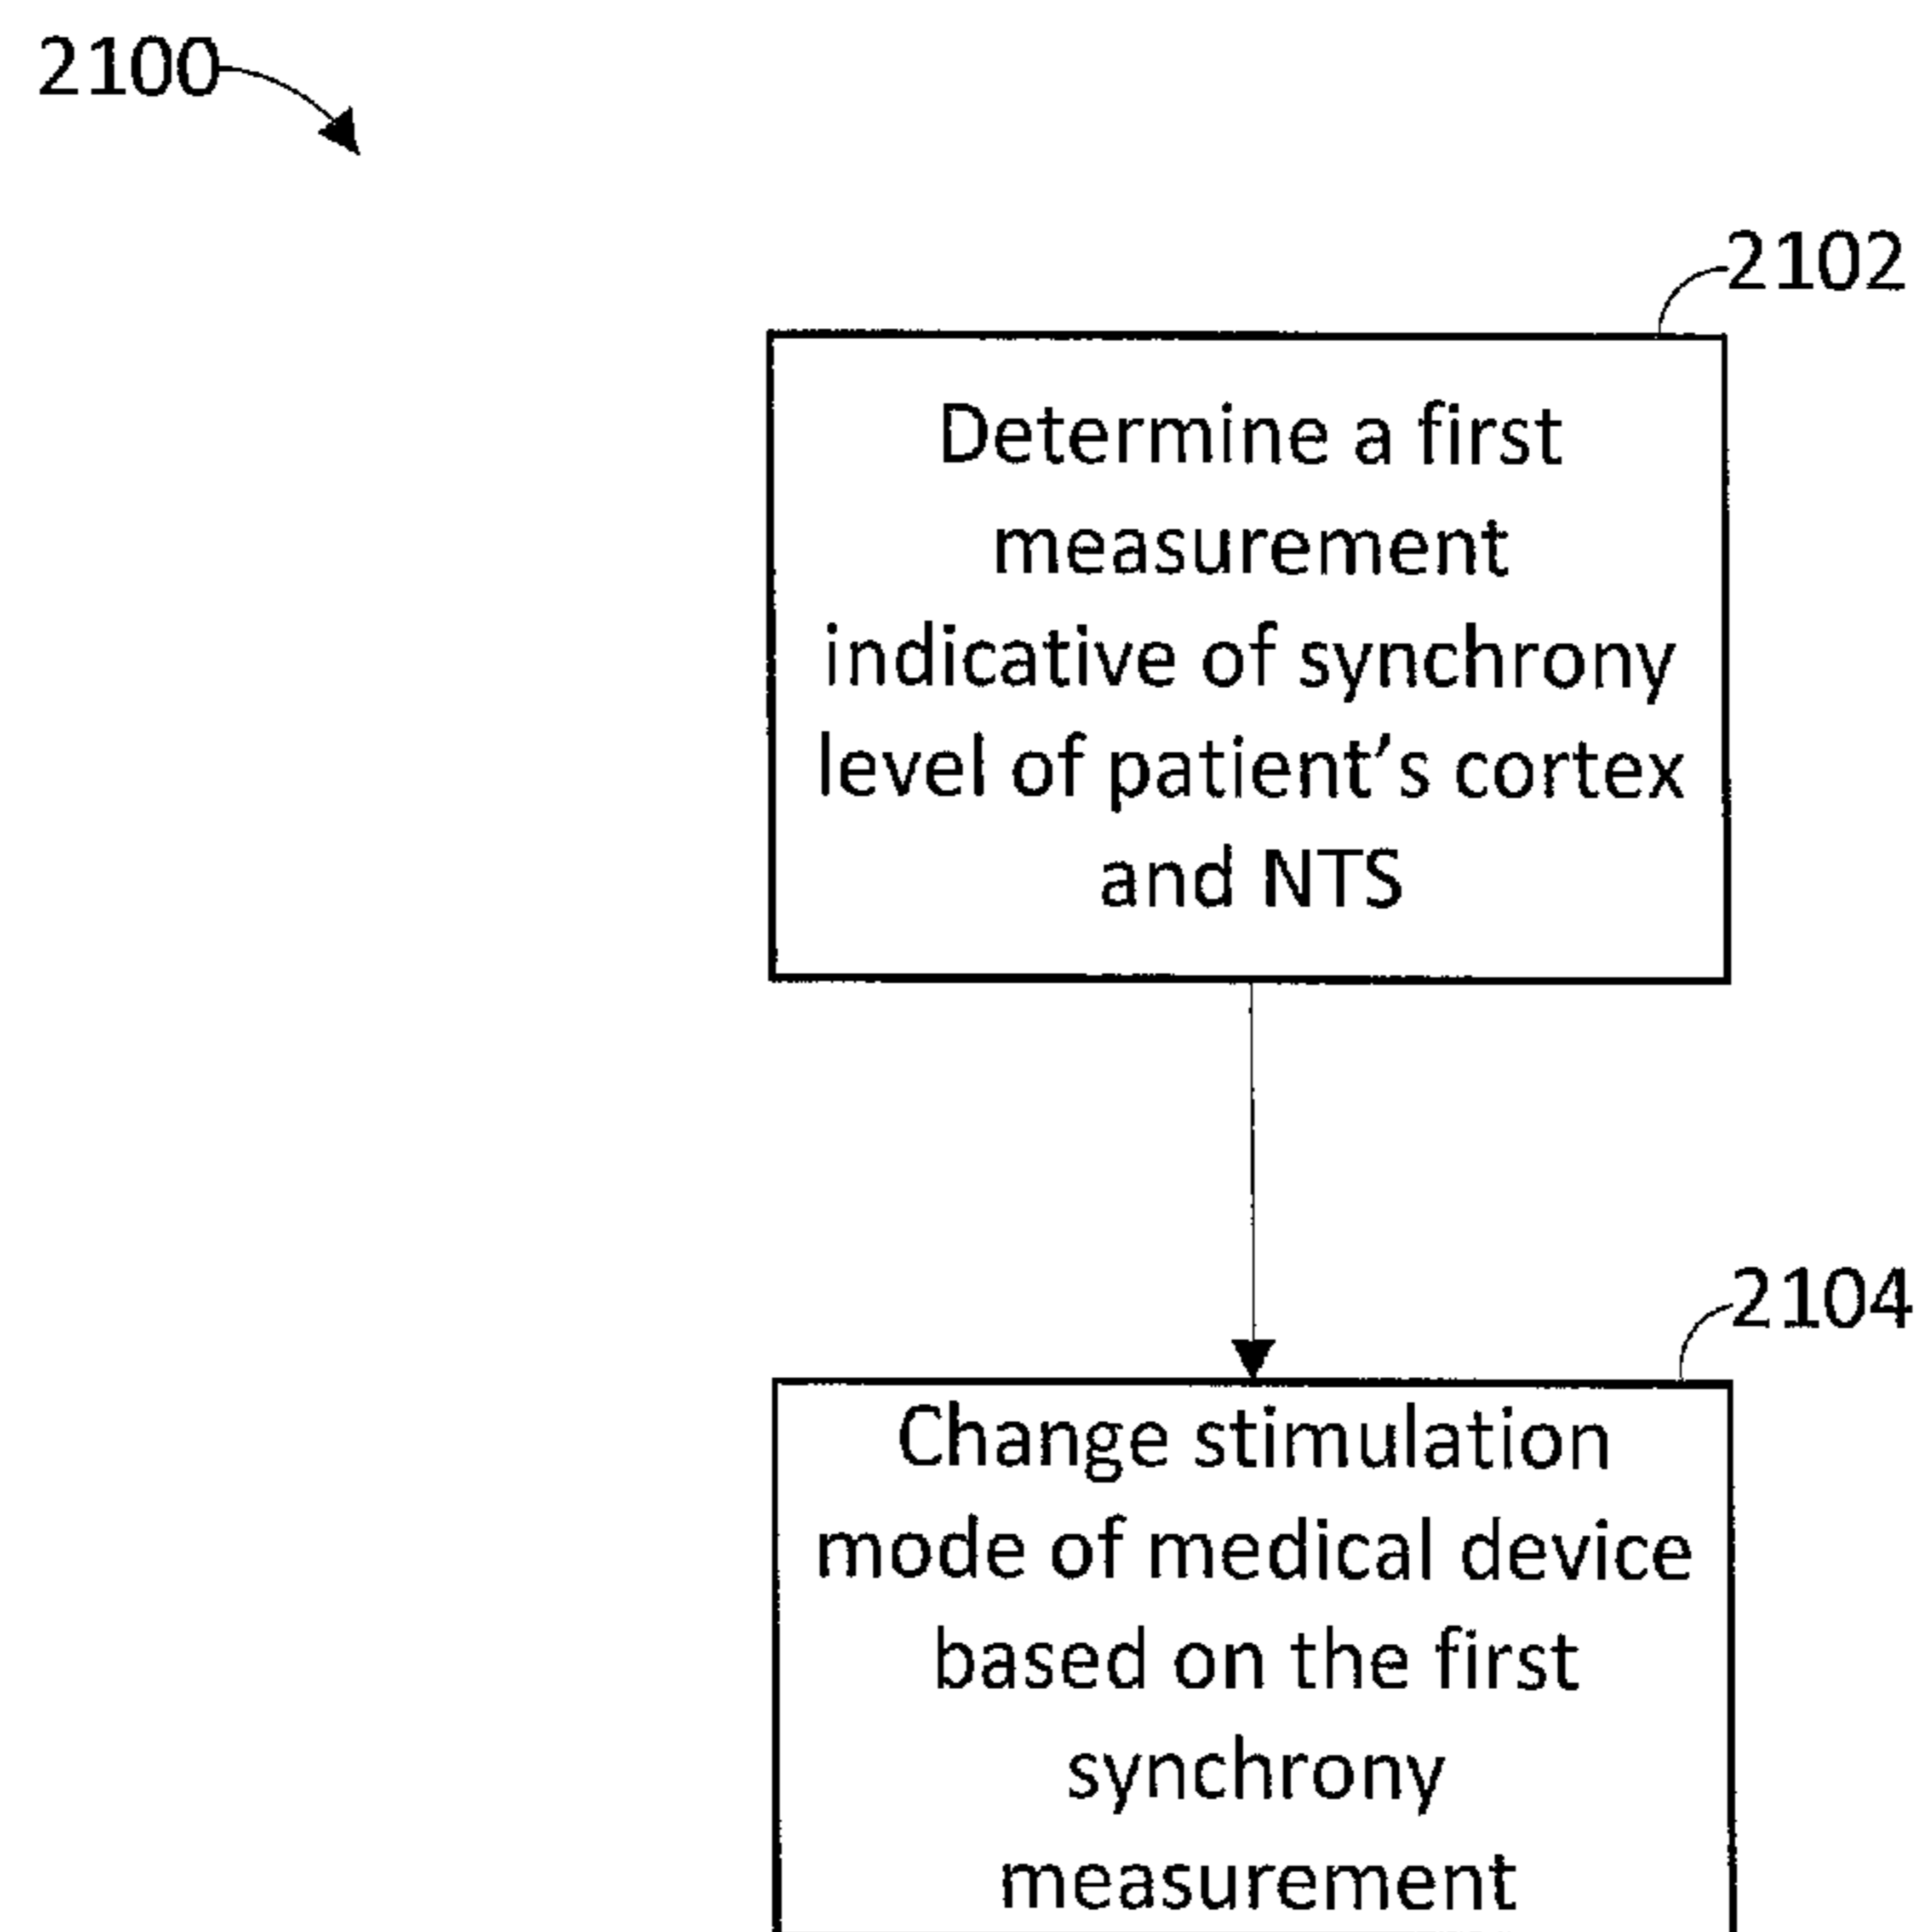 2100
2102
Determine a first
measurement
indicative of synchrony
level of patient's cortex
and NTS
2104
Change stimulation
mode of medical device
based on the first
synchrony
measurement